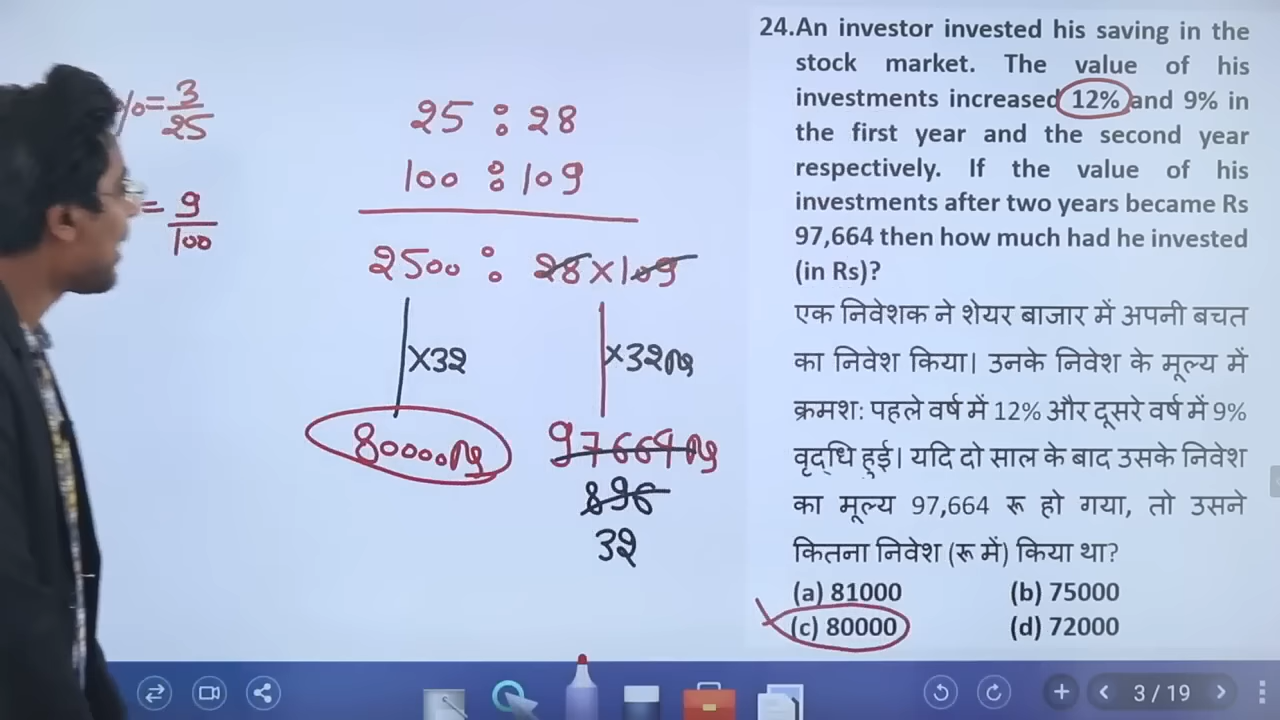 %=3/25
= 9/100
25 : 28
100 : 109
2500 : 28×109
×32
×32₨
80000₨
97664₨
896
32
24.An investor invested his saving in the
stock market. The value of his
investments increased 12% and 9% in
the first year and the second year
respectively. If the value of his
investments after two years became Rs
97,664 then how much had he invested
(in Rs)?
एक निवेशक ने शेयर बाजार में अपनी बचत
का निवेश किया। उनके निवेश के मूल्य में
क्रमश: पहले वर्ष में 12% और दूसरे वर्ष में 9%
वृद्धि हुई। यदि दो साल के बाद उसके निवेश
का मूल्य 97,664 रू हो गया, तो उसने
कितना निवेश (रू में) किया था?
(a) 81000 (b) 75000
(c) 80000 (d) 72000
3 / 19